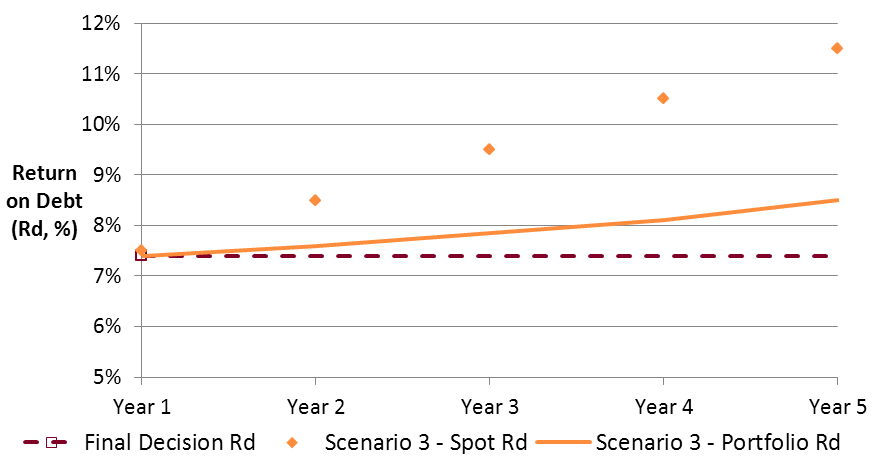 12%
11%
10%
9%
8%
7%
6%
5%
Return
on Debt
(Rd, %)
Year 1 Year 2 Year 3 Year 4 Year 5
Final Decision Rd Scenario 3 - Spot Rd Scenario 3 - Portfolio Rd